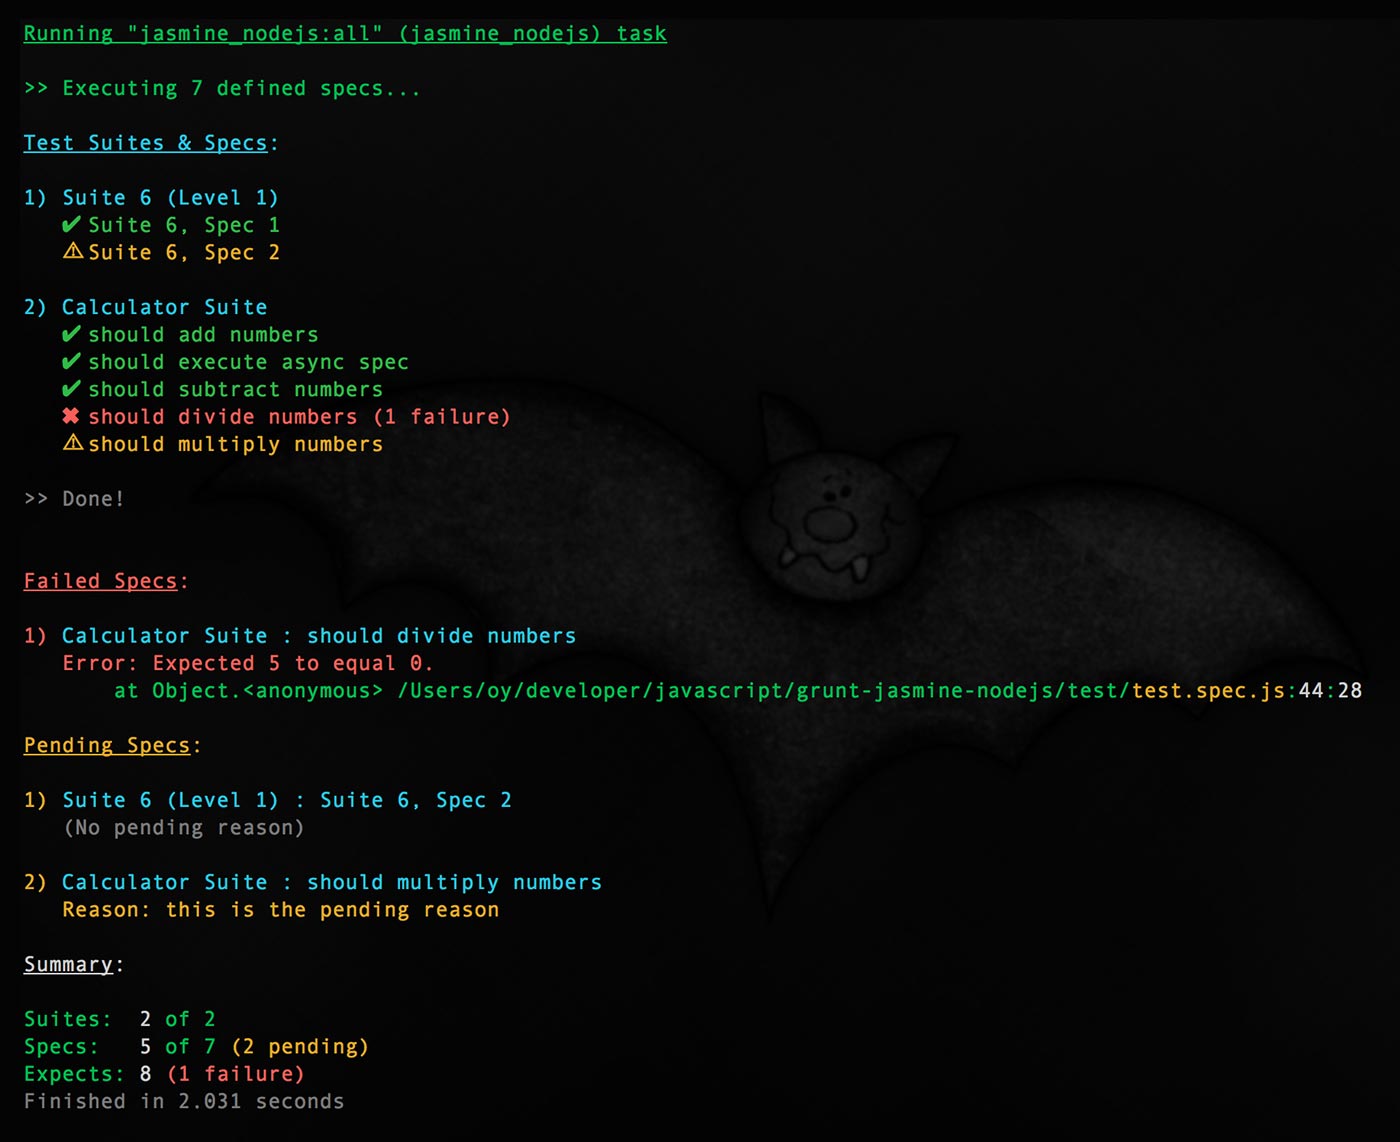 Running "jasmine_nodejs:all" (jasmine_nodejs) task
>> Executing 7 defined specs...
Test Suites & Specs:
1) Suite 6 (Level 1)
✔ Suite 6, Spec 1
⚠ Suite 6, Spec 2
2) Calculator Suite
✔ should add numbers
✔ should execute async spec
✔ should subtract numbers
✖ should divide numbers (1 failure)
⚠ should multiply numbers
>> Done!
Failed Specs:
1) Calculator Suite : should divide numbers
Error: Expected 5 to equal 0.
at Object.<anonymous> /Users/oy/developer/javascript/grunt-jasmine-nodejs/test/test.spec.js:44:28
Pending Specs:
1) Suite 6 (Level 1) : Suite 6, Spec 2
(No pending reason)
2) Calculator Suite : should multiply numbers
Reason: this is the pending reason
Summary:
Suites: 2 of 2
Specs: 5 of 7 (2 pending)
Expects: 8 (1 failure)
Finished in 2.031 seconds